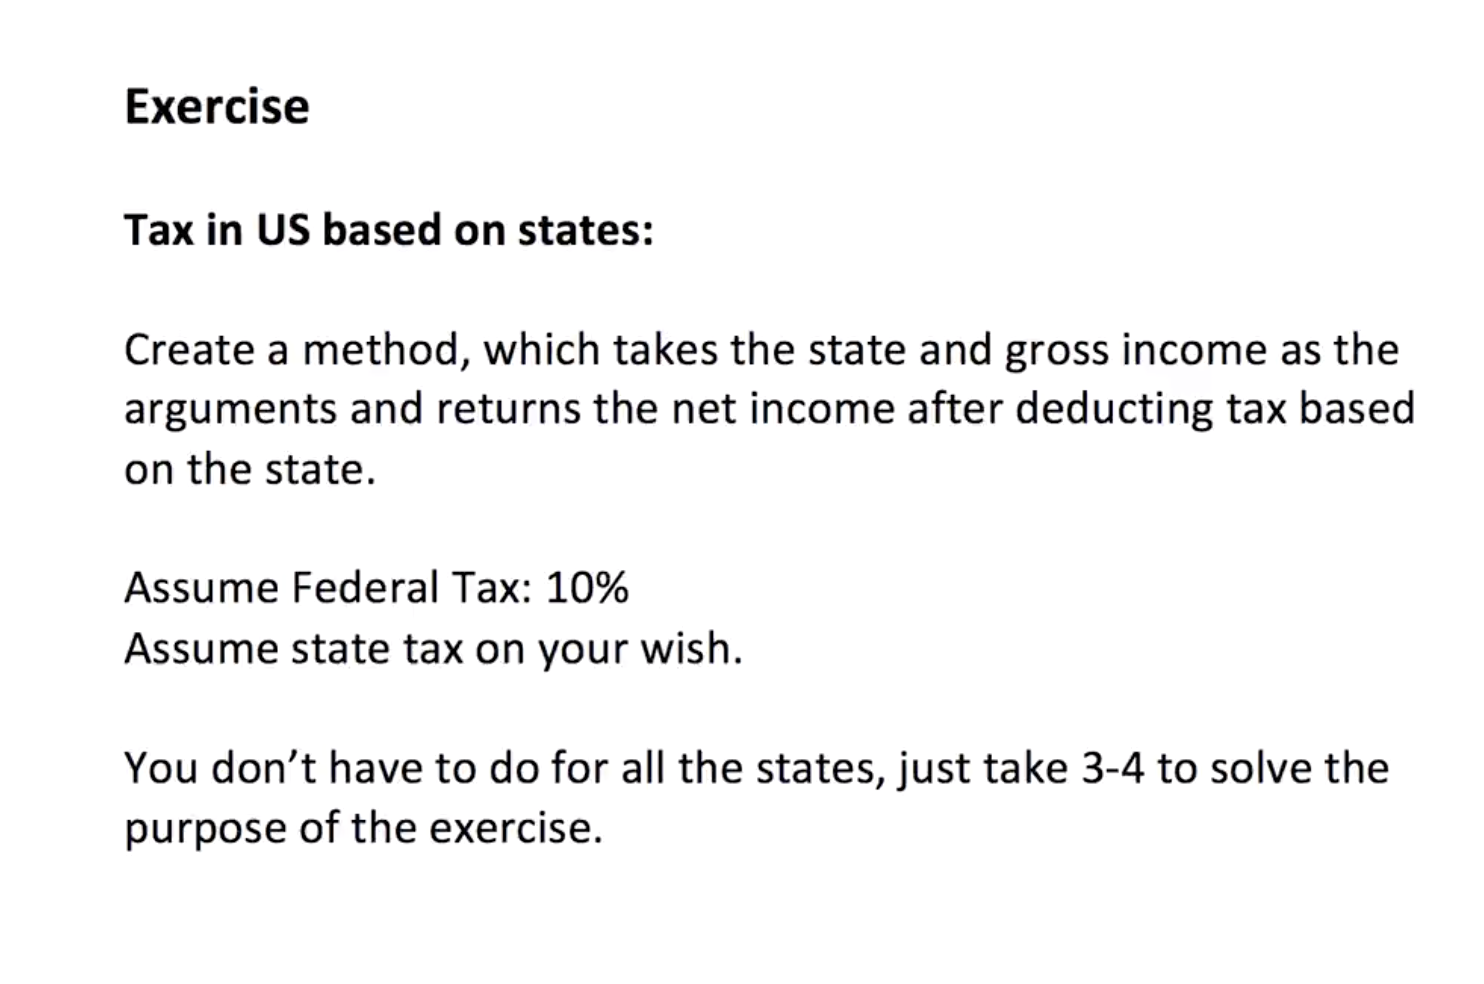 Exercise
Tax in US based on states:
Create a method, which takes the state and gross income as the
arguments and returns the net income after deducting tax based
on the state.
Assume Federal Tax: 10%
Assume state tax on your wish.
You don’t have to do for all the states, just take 3-4 to solve the
purpose of the exercise.